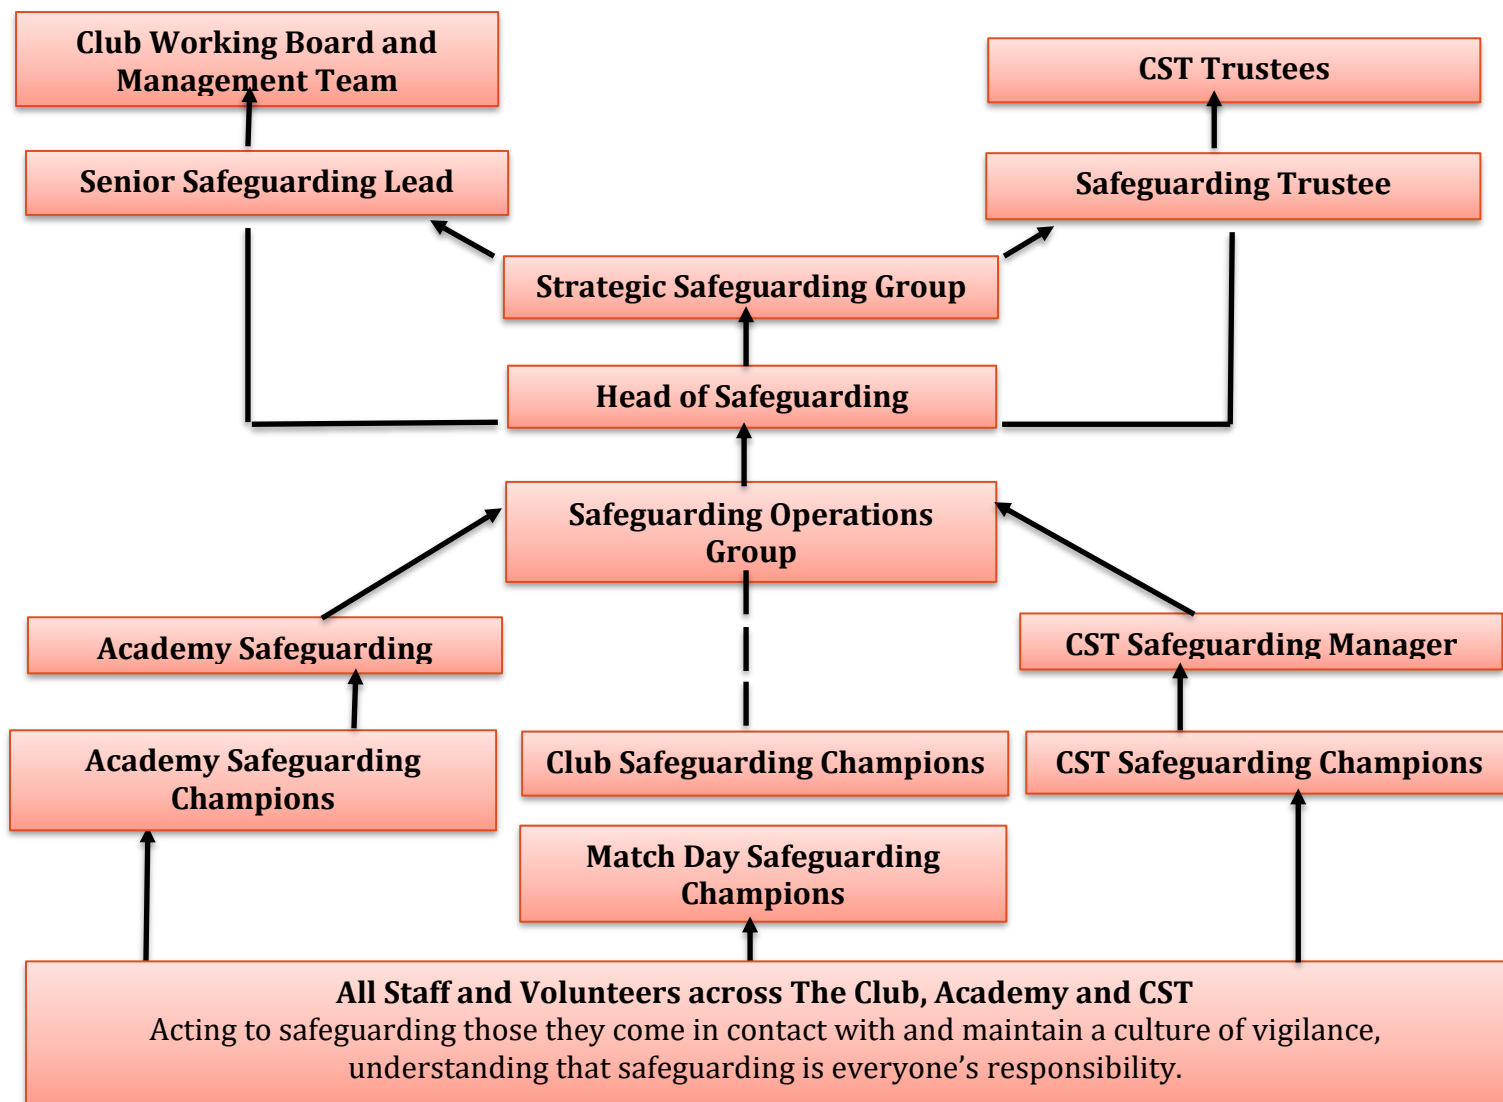 Club Working Board and
Management Team
CST Trustees
Senior Safeguarding Lead
Safeguarding Trustee
Strategic Safeguarding Group
Head of Safeguarding
Safeguarding Operations
Group
Academy Safeguarding
CST Safeguarding Manager
Academy Safeguarding
Champions
Club Safeguarding Champions
CST Safeguarding Champions
Match Day Safeguarding
Champions
All Staff and Volunteers across The Club, Academy and CST
Acting to safeguarding those they come in contact with and maintain a culture of vigilance,
understanding that safeguarding is everyone’s responsibility.